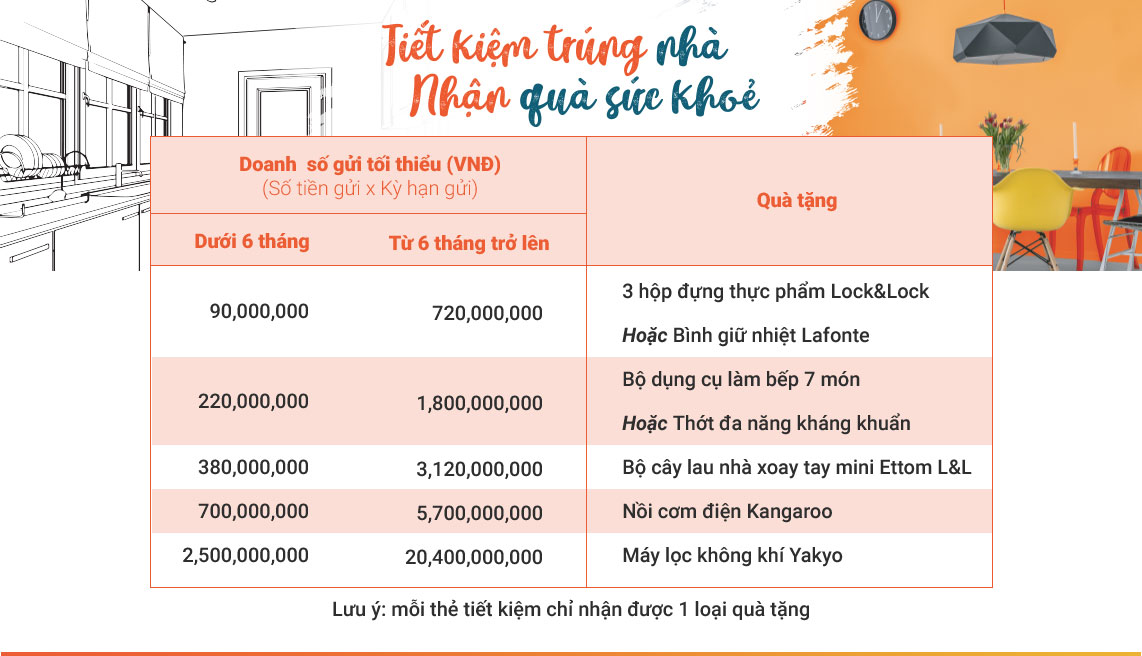 Tiết kiệm trúng nhà
Nhận quà sức khoẻ
Doanh số gửi tối thiểu (VNĐ)
(Số tiền gửi x Kỳ hạn gửi)
Quà tặng
Dưới 6 tháng
Từ 6 tháng trở lên
90,000,000
720,000,000
3 hộp đựng thực phẩm Lock&Lock
Hoặc Bình giữ nhiệt Lafonte
220,000,000
1,800,000,000
Bộ dụng cụ làm bếp 7 món
Hoặc Thớt đa năng kháng khuẩn
380,000,000
3,120,000,000
Bộ cây lau nhà xoay tay mini Ettom L&L
700,000,000
5,700,000,000
Nồi cơm điện Kangaroo
2,500,000,000
20,400,000,000
Máy lọc không khí Yakyo
Lưu ý: mỗi thẻ tiết kiệm chỉ nhận được 1 loại quà tặng